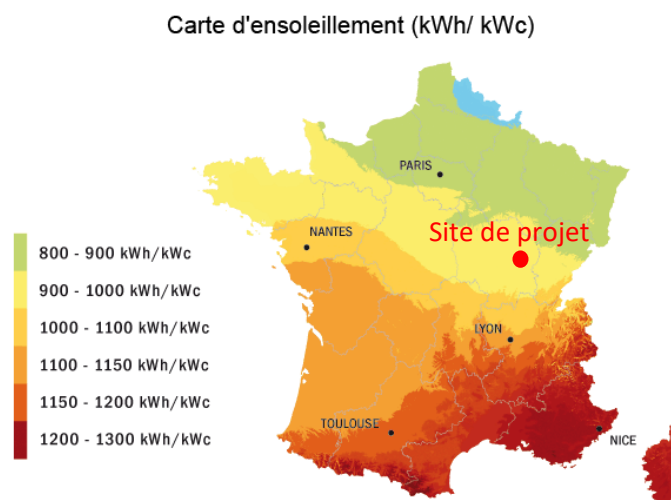 Carte d'ensoleillement (kWh/ kWc)
PARIS
Site de projet
NANTES
800 - 900 kWh/kWc
900 - 1000 kWh/kWc
1000 - 1100 kWh/kWc
LYON
1100 - 1150 kWh/kWc
1150 - 1200 kWh/kWc
TOULOUSE
1200 - 1300 kWh/kWc
NICE